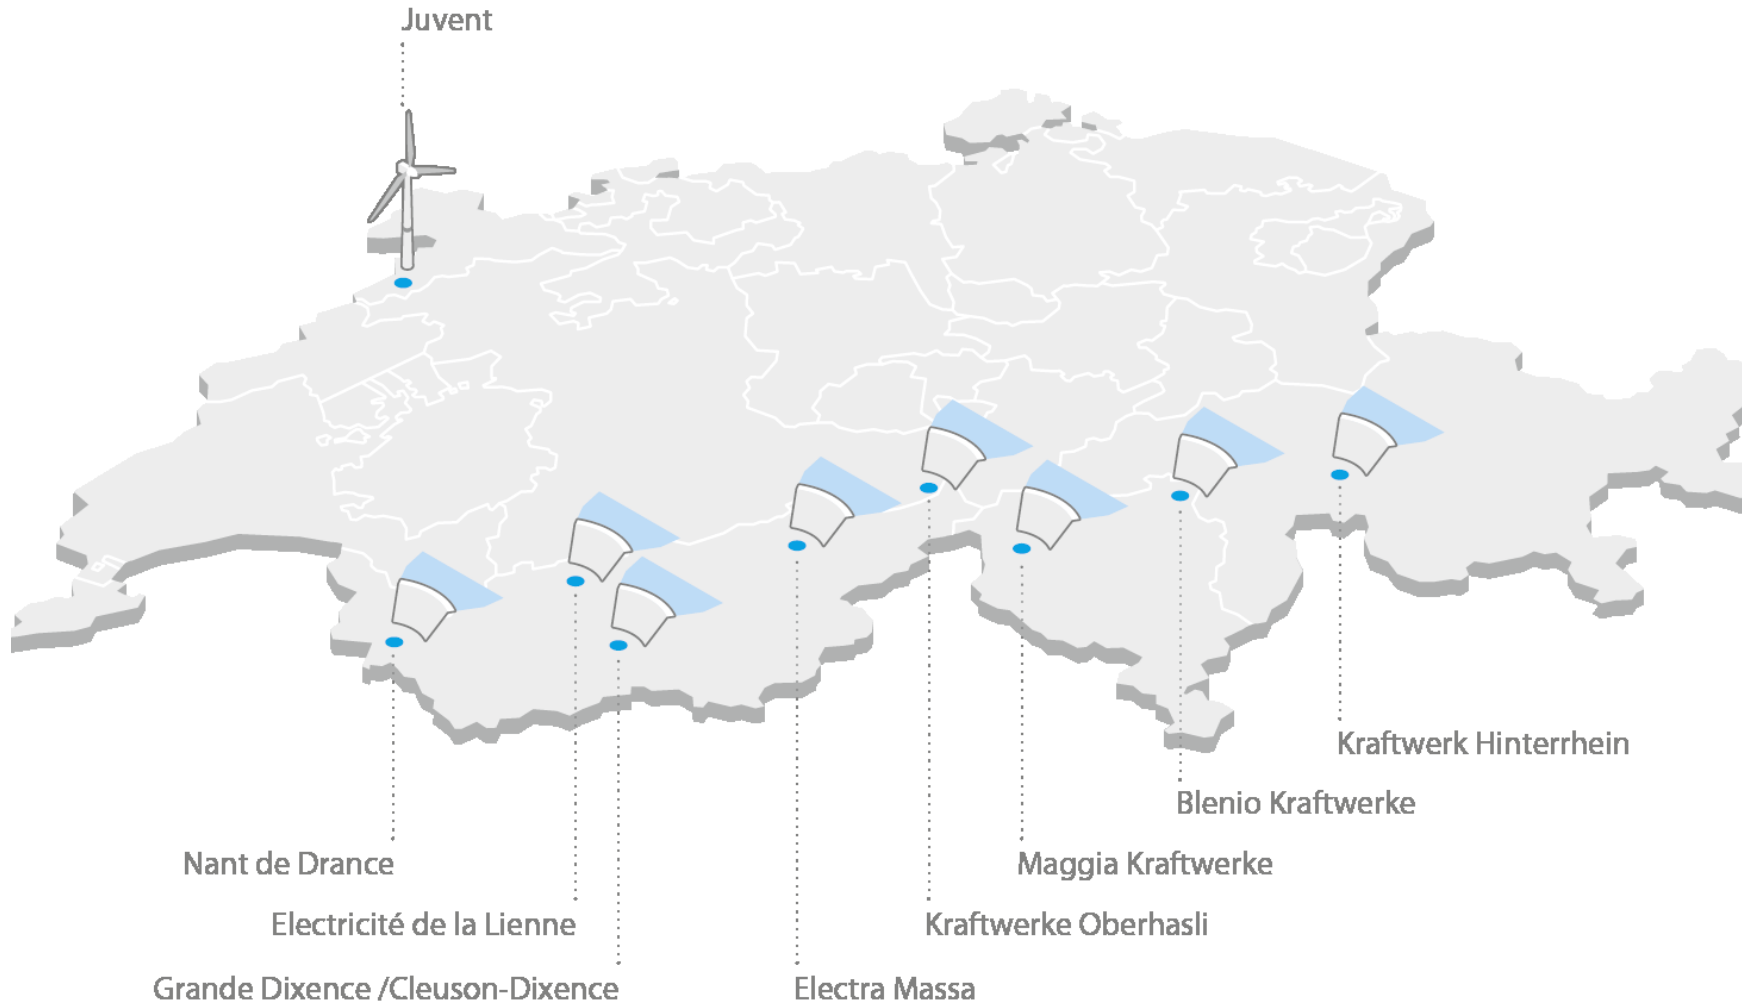 Juvent
Kraftwerk Hinterrhein
Blenio Kraftwerke
Nant de Drance
Maggia Kraftwerke
Electricité de la Lienne
Kraftwerke Oberhasli
Grande Dixence /Cleuson-Dixence
Electra Massa